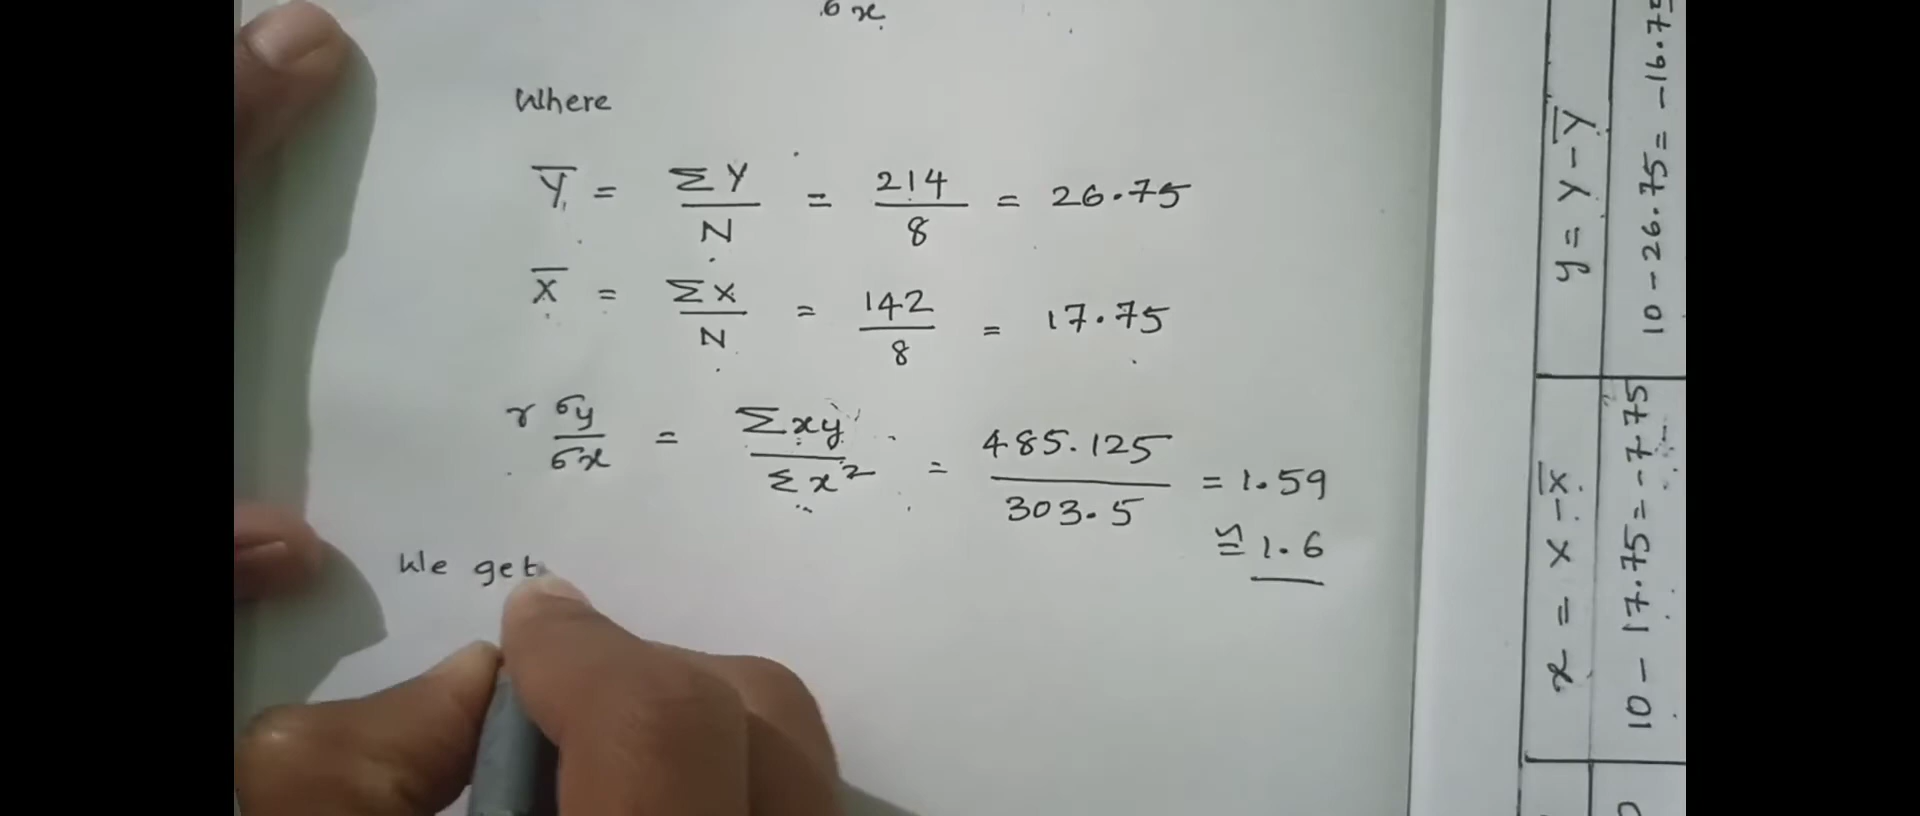 σx
Where
Y̅ = ΣY/N = 214/8 = 26.75
X̅ = ΣX/N = 142/8 = 17.75
r σy/σx = Σxy/Σx² = 485.125/303.5 = 1.59
≅ 1.6
We get
x = X - X̅
y = Y - Y̅
10 - 17.75 = -7.75
10 - 26.75 = -16.7